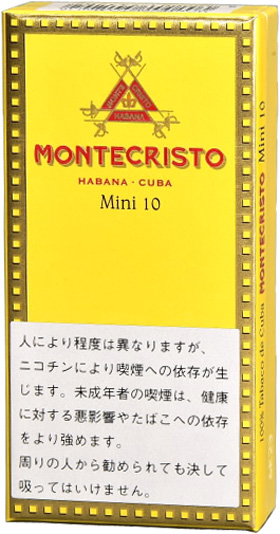 MONTE
CRISTO
HABANA
MONTECRISTO
HABANA · CUBA
Mini 10
人により程度は異なりますが、
ニコチンにより喫煙への依存が生
じます。未成年者の喫煙は、健康
に対する悪影響やたばこへの依存
をより強めます。
周りの人から勧められても決して
吸ってはいけません。
100% Tabaco de Cuba MONTECRISTO Mini 10